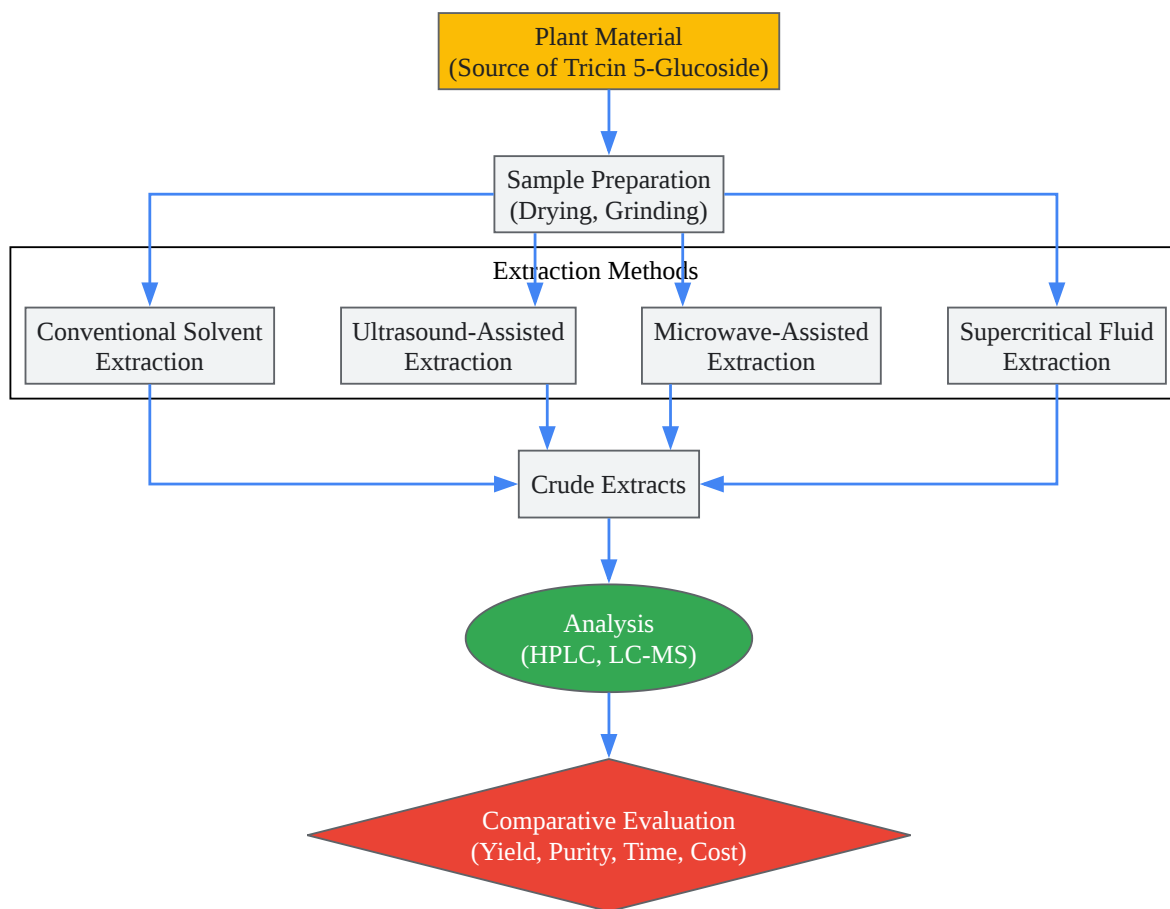 Plant Material
(Source of Tricin 5-Glucoside)
Sample Preparation
(Drying, Grinding)
Extraction Methods
Conventional Solvent
Extraction
Ultrasound-Assisted
Extraction
Microwave-Assisted
Extraction
Supercritical Fluid
Extraction
Crude Extracts
Analysis
(HPLC, LC-MS)
Comparative Evaluation
(Yield, Purity, Time, Cost)